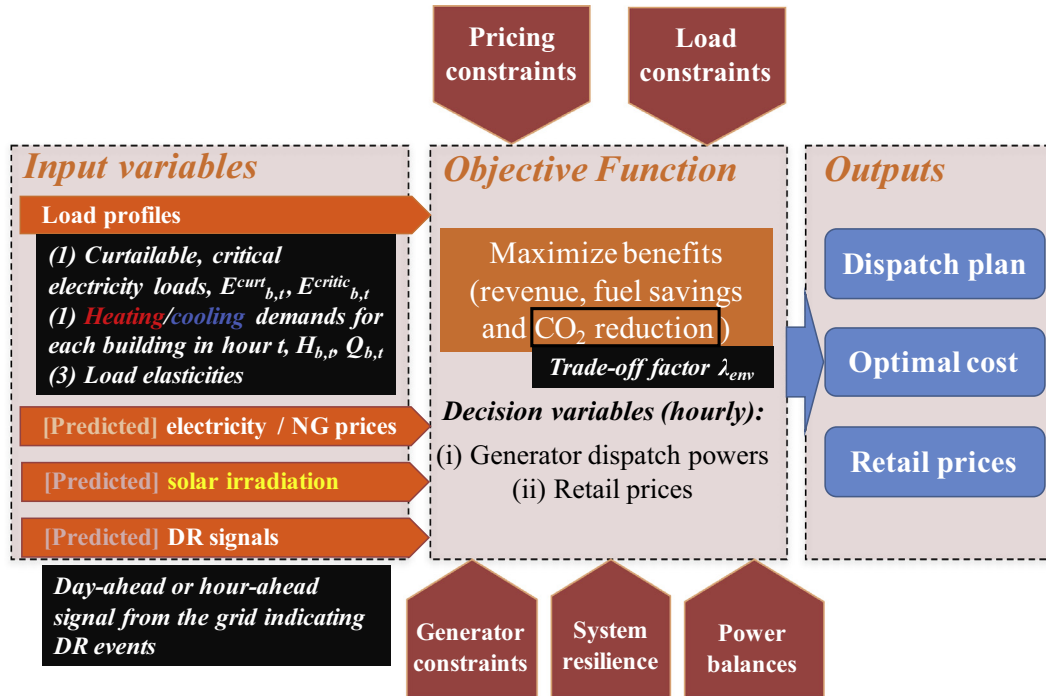 Pricing
constraints
Load
constraints
Input variables
Load profiles
(1) Curtailable, critical
electricity loads, E^curt_b,t, E^critic_b,t
(1) Heating/cooling demands for
each building in hour t, H_b,t, Q_b,t
(3) Load elasticities
[Predicted] electricity / NG prices
[Predicted] solar irradiation
[Predicted] DR signals
Day-ahead or hour-ahead
signal from the grid indicating
DR events
Objective Function
Maximize benefits
(revenue, fuel savings
and CO₂ reduction )
Trade-off factor λ_env
Decision variables (hourly):
(i) Generator dispatch powers
(ii) Retail prices
Outputs
Dispatch plan
Optimal cost
Retail prices
Generator
constraints
System
resilience
Power
balances